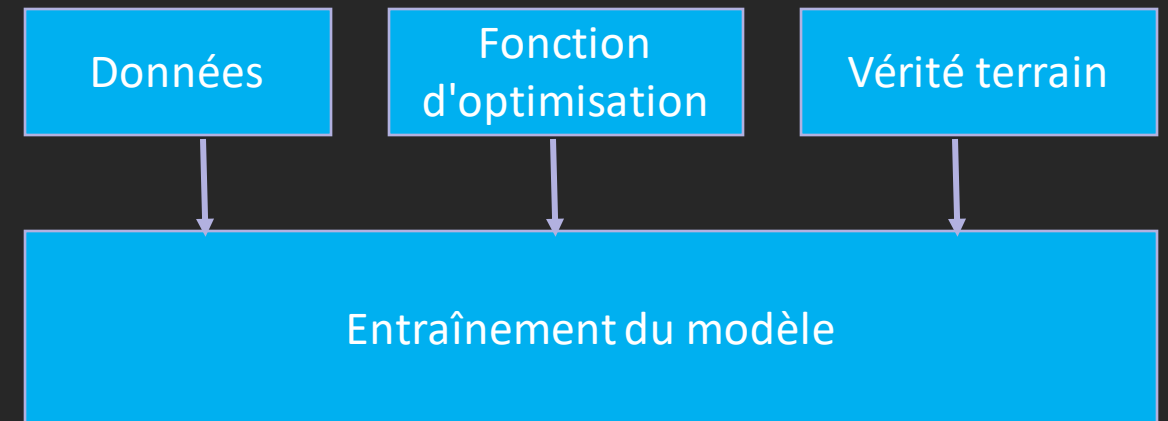 Données
Fonction
d'optimisation
Vérité terrain
Entraînement du modèle